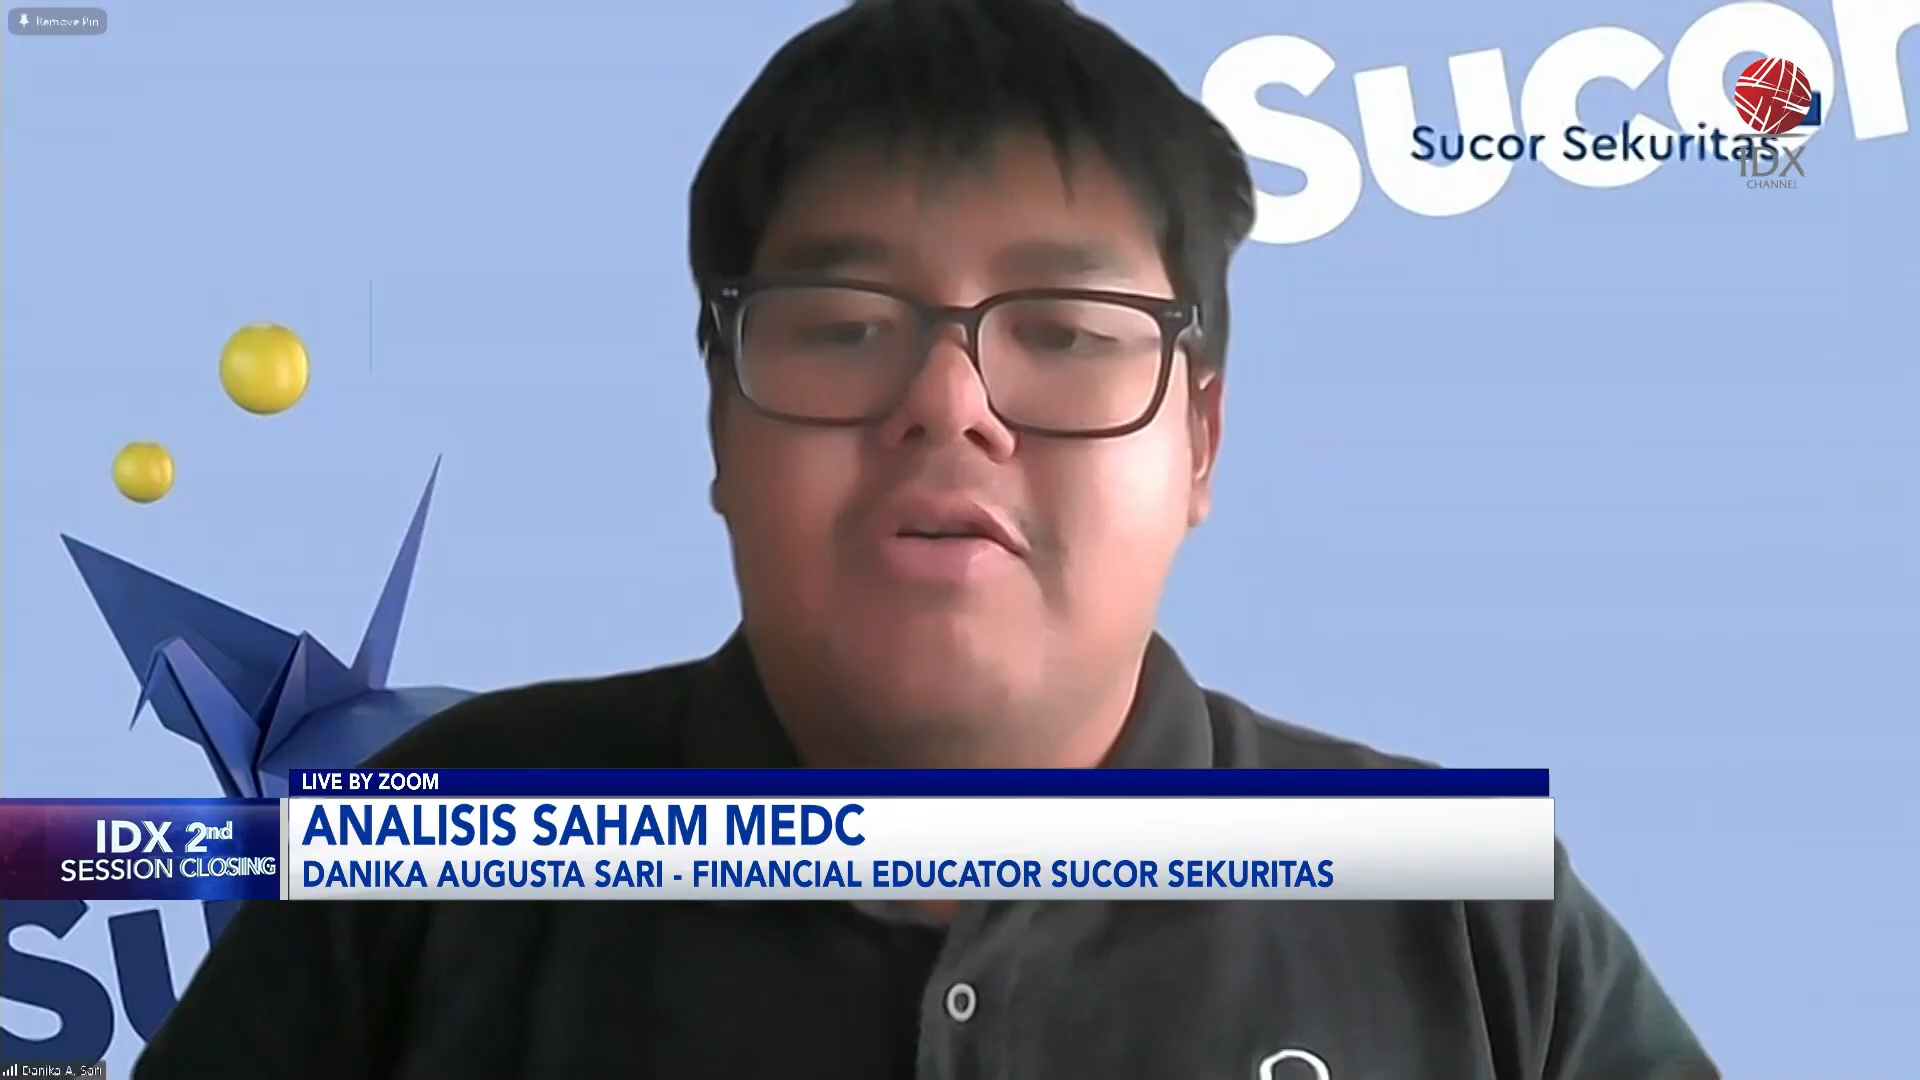 Remove Pin
Sucor
Sucor Sekuritas
IDX
CHANNEL
LIVE BY ZOOM
ANALISIS SAHAM MEDC
DANIKA AUGUSTA SARI - FINANCIAL EDUCATOR SUCOR SEKURITAS
IDX 2nd
SESSION CLOSING
Su
Danika A. Sari